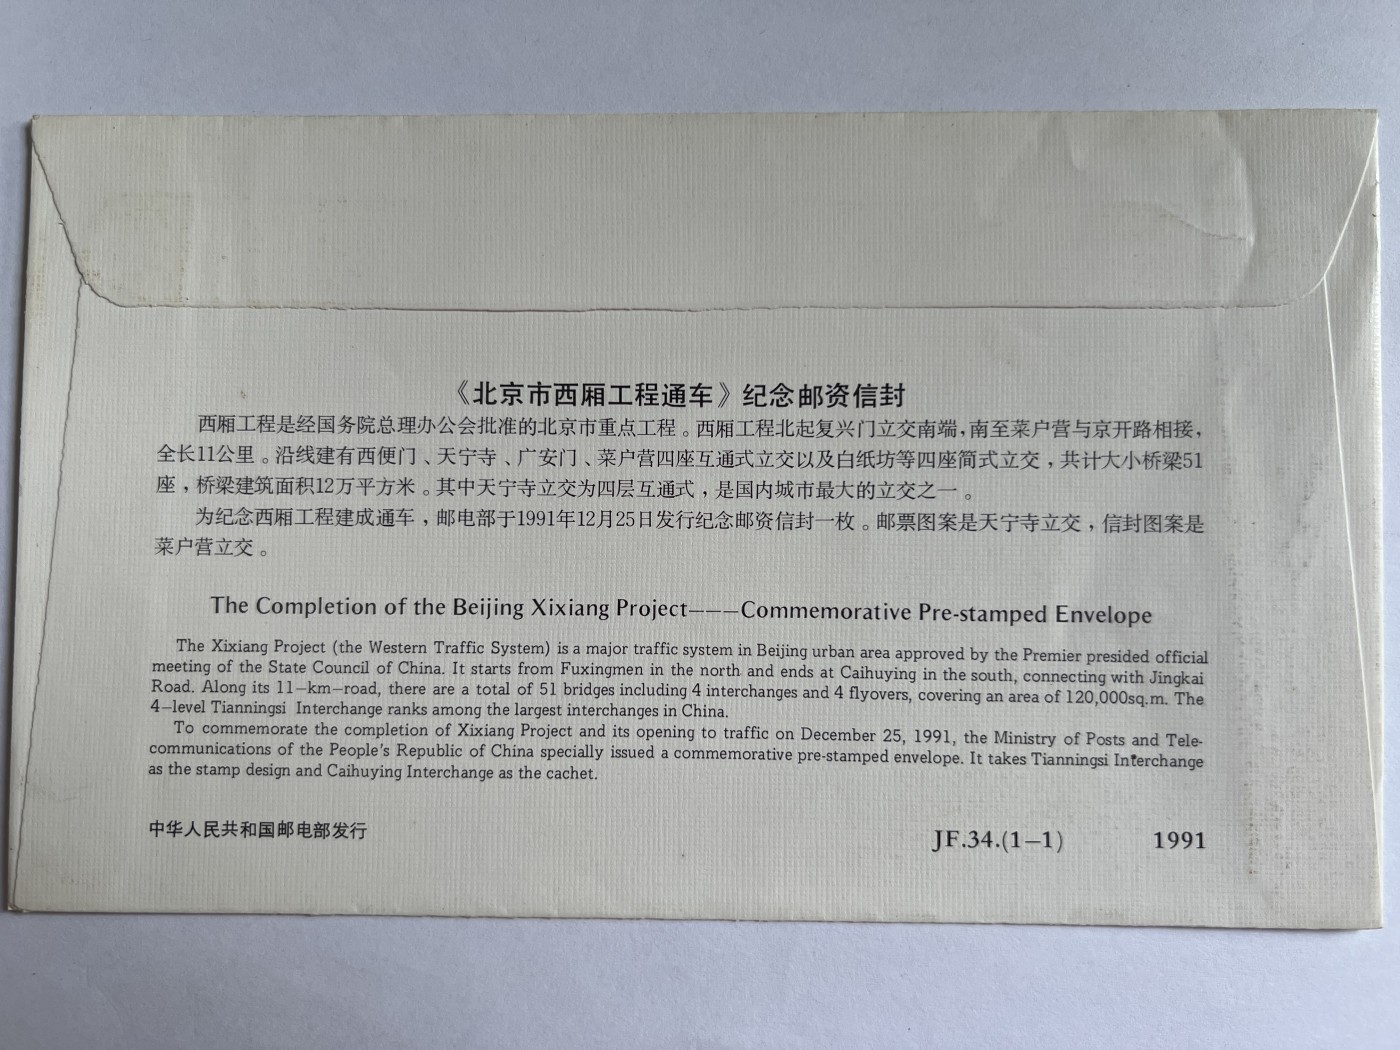 《北京市西厢工程通车》纪念邮资信封
西厢工程是经国务院总理办公会批准的北京市重点工程。西厢工程北起复兴门立交南端，南至菜户营与京开路相接，
全长11公里。沿线建有西便门、天宁寺、广安门、菜户营四座互通式立交以及白纸坊等四座简式立交，共计大小桥梁51
座，桥梁建筑面积12万平方米。其中天宁寺立交为四层互通式，是国内城市最大的立交之一。
为纪念西厢工程建成通车，邮电部于1991年12月25日发行纪念邮资信封一枚。邮票图案是天宁寺立交，信封图案是
菜户营立交。
The Completion of the Beijing Xixiang Project———Commemorative Pre-stamped Envelope
The Xixiang Project (the Western Traffic System) is a major traffic system in Beijing urban area approved by the Premier presided official
meeting of the State Council of China. It starts from Fuxingmen in the north and ends at Caihuying in the south, connecting with Jingkai
Road. Along its 11—km—road, there are a total of 51 bridges including 4 interchanges and 4 flyovers, covering an area of 120,000sq.m. The
4—level Tianningsi Interchange ranks among the largest interchanges in China.
To commemorate the completion of Xixiang Project and its opening to traffic on December 25, 1991, the Ministry of Posts and Tele-
communications of the People's Republic of China specially issued a commemorative pre-stamped envelope. It takes Tianningsi Interchange
as the stamp design and Caihuying Interchange as the cachet.
中华人民共和国邮电部发行
JF.34.(1—1) 1991